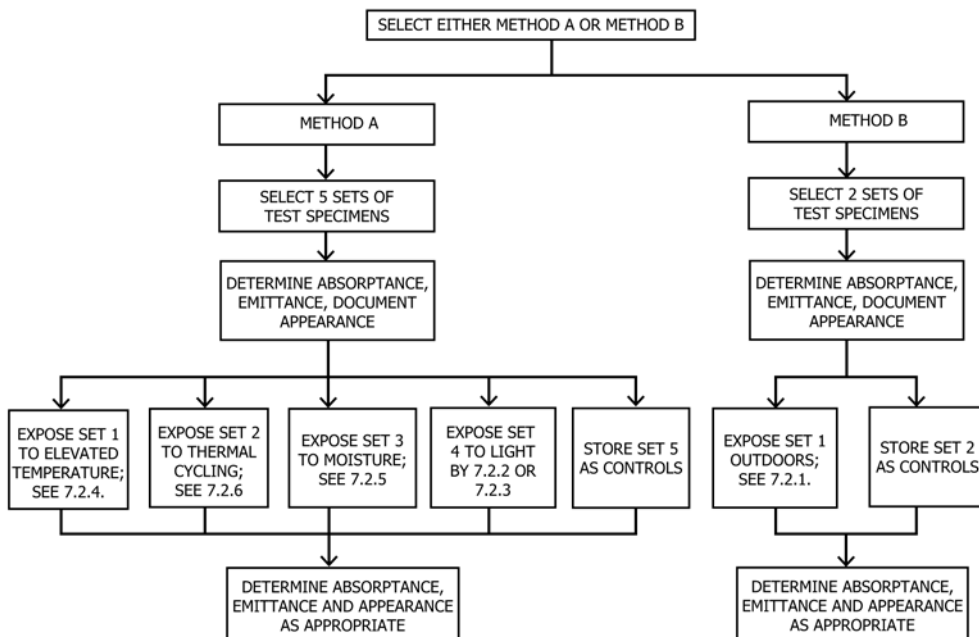 SELECT EITHER METHOD A OR METHOD B
METHOD A
METHOD B
SELECT 5 SETS OF
TEST SPECIMENS
SELECT 2 SETS OF
TEST SPECIMENS
DETERMINE ABSORPTANCE,
EMITTANCE, DOCUMENT
APPEARANCE
DETERMINE ABSORPTANCE,
EMITTANCE, DOCUMENT
APPEARANCE
EXPOSE SET 1
TO ELEVATED
TEMPERATURE;
SEE 7.2.4.
EXPOSE SET 2
TO THERMAL
CYCLING;
SEE 7.2.6
EXPOSE SET 3
TO MOISTURE;
SEE 7.2.5
EXPOSE SET
4 TO LIGHT
BY 7.2.2 OR
7.2.3
STORE SET 5
AS CONTROLS
EXPOSE SET 1
OUTDOORS;
SEE 7.2.1.
STORE SET 2
AS CONTROLS
DETERMINE ABSORPTANCE,
EMITTANCE AND APPEARANCE
AS APPROPRIATE
DETERMINE ABSORPTANCE,
EMITTANCE AND APPEARANCE
AS APPROPRIATE